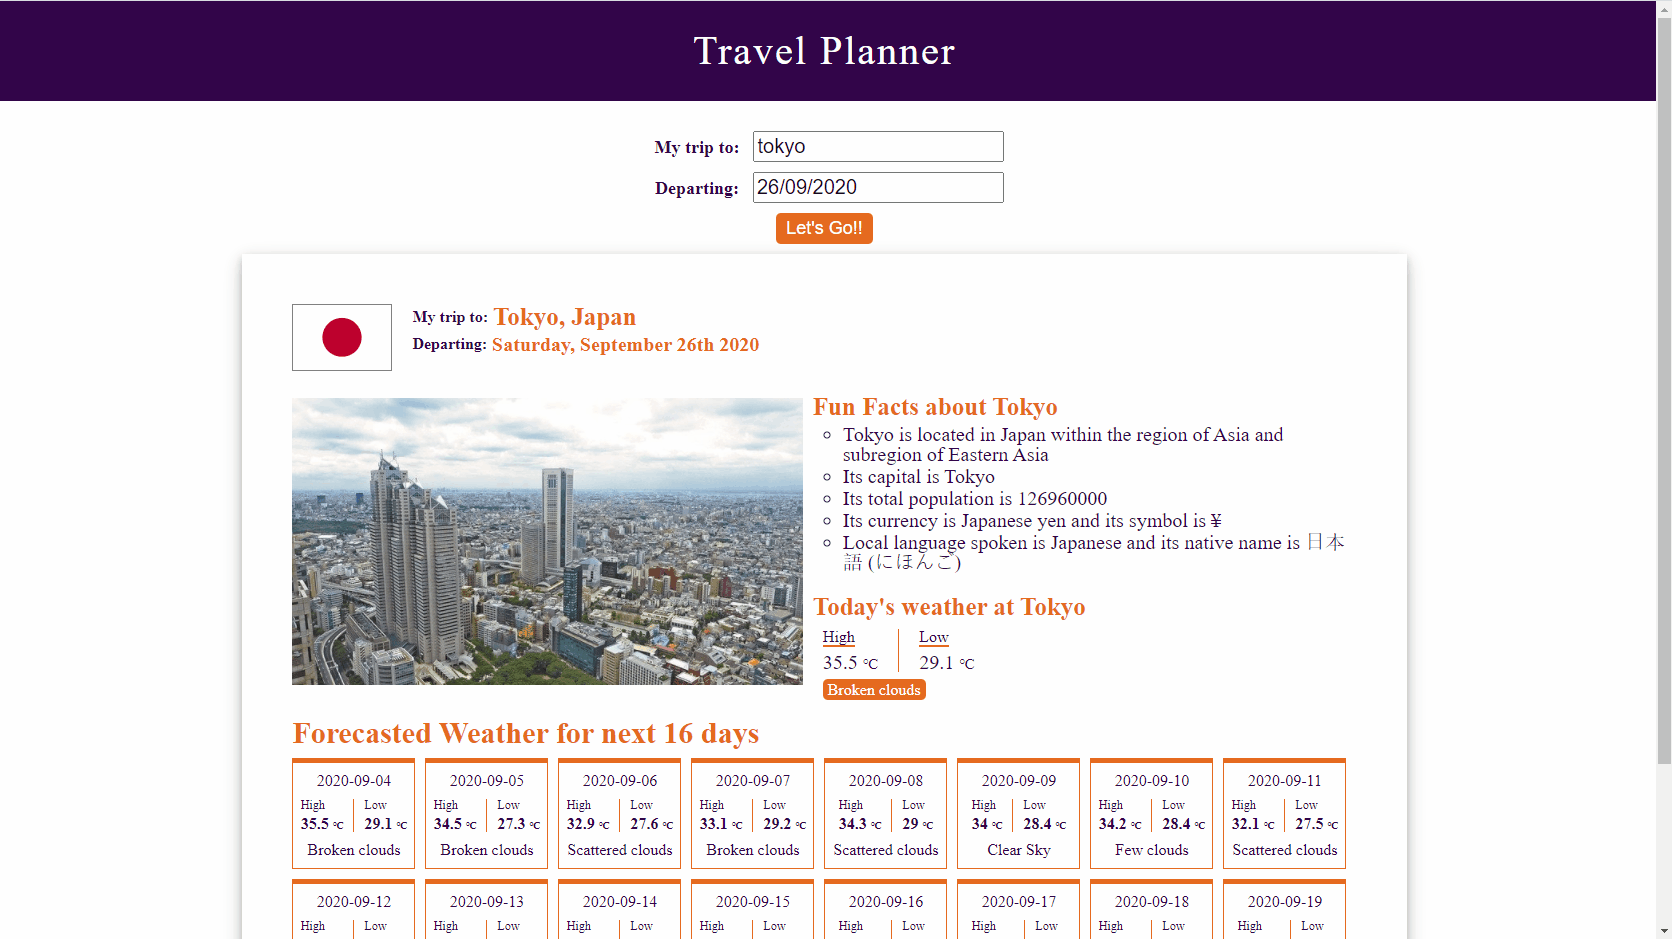 Travel Planner
My trip to: tokyo
Departing: 26/09/2020
Let's Go!!
My trip to: Tokyo, Japan
Departing: Saturday, September 26th 2020
Fun Facts about Tokyo
Tokyo is located in Japan within the region of Asia and
subregion of Eastern Asia
Its capital is Tokyo
Its total population is 126960000
Its currency is Japanese yen and its symbol is ¥
Local language spoken is Japanese and its native name is 日本
語 (にほんご)
Today's weather at Tokyo
High Low
35.5 °C 29.1 °C
Broken clouds
Forecasted Weather for next 16 days
2020-09-04 2020-09-05 2020-09-06 2020-09-07 2020-09-08 2020-09-09 2020-09-10 2020-09-11
High Low High Low High Low High Low High Low High Low High Low High Low
35.5 °C 29.1 °C 34.5 °C 27.3 °C 32.9 °C 27.6 °C 33.1 °C 29.2 °C 34.3 °C 29 °C 34 °C 28.4 °C 34.2 °C 28.4 °C 32.1 °C 27.5 °C
Broken clouds Broken clouds Scattered clouds Broken clouds Scattered clouds Clear Sky Few clouds Scattered clouds
2020-09-12 2020-09-13 2020-09-14 2020-09-15 2020-09-16 2020-09-17 2020-09-18 2020-09-19
High Low High Low High Low High Low High Low High Low High Low High Low